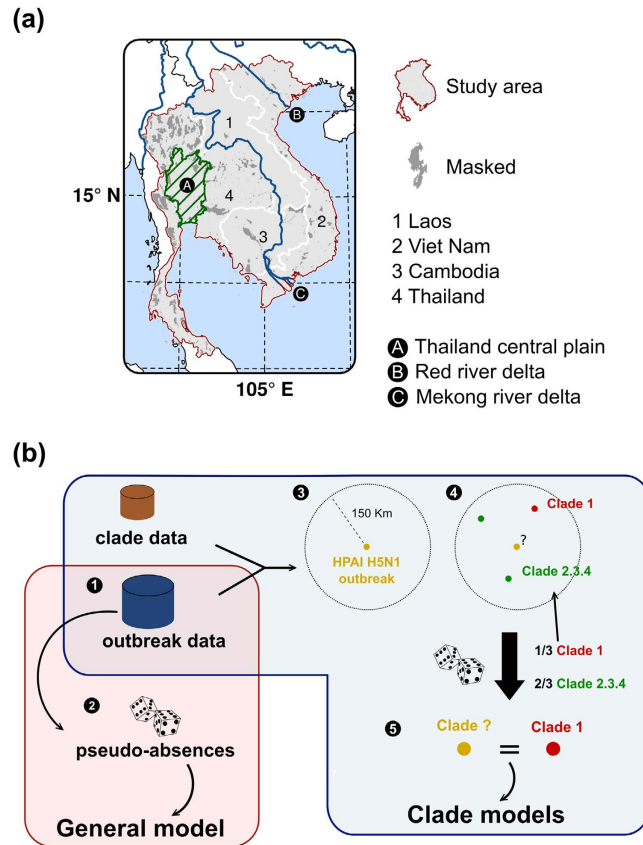 (a)
1
B
A
15° N
4
2
3
C
105° E
Study area
Masked
1 Laos
2 Viet Nam
3 Cambodia
4 Thailand
A Thailand central plain
B Red river delta
C Mekong river delta
(b)
clade data
1
outbreak data
2
pseudo-absences
General model
3
150 Km
HPAI H5N1
outbreak
4
Clade 1
?
Clade 2.3.4
1/3 Clade 1
2/3 Clade 2.3.4
5
Clade ? = Clade 1
Clade models